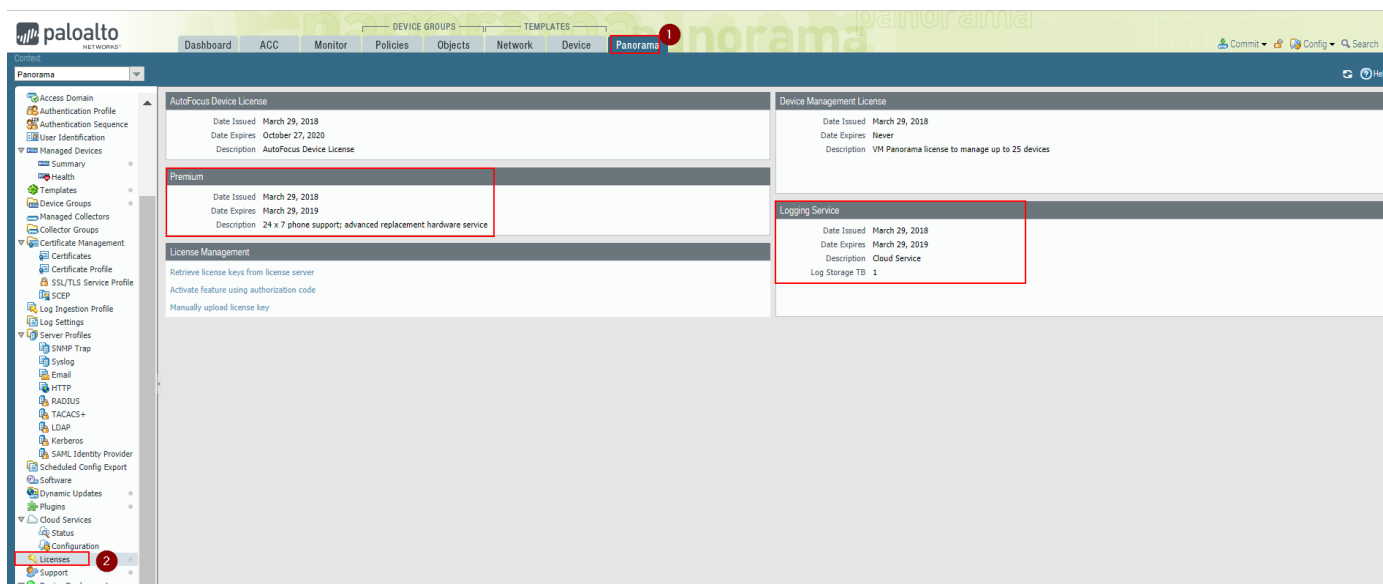 paloalto
NETWORKS
DEVICE GROUPS
TEMPLATES
Dashboard
ACC
Monitor
Policies
Objects
Network
Device
Panorama
1
panorama
Commit
Config
Search
Context
Panorama
Access Domain
Authentication Profile
Authentication Sequence
User Identification
Managed Devices
Summary
Health
Templates
Device Groups
Managed Collectors
Collector Groups
Certificate Management
Certificates
Certificate Profile
SSL/TLS Service Profile
SCEP
Log Ingestion Profile
Log Settings
Server Profiles
SNMP Trap
Syslog
Email
HTTP
RADIUS
TACACS+
LDAP
Kerberos
SAML Identity Provider
Scheduled Config Export
Software
Dynamic Updates
Plugins
Cloud Services
Status
Configuration
Licenses
2
Support
AutoFocus Device License
Date Issued March 29, 2018
Date Expires October 27, 2020
Description AutoFocus Device License
Premium
Date Issued March 29, 2018
Date Expires March 29, 2019
Description 24 x 7 phone support; advanced replacement hardware service
License Management
Retrieve license keys from license server
Activate feature using authorization code
Manually upload license key
Device Management License
Date Issued March 29, 2018
Date Expires Never
Description VM Panorama license to manage up to 25 devices
Logging Service
Date Issued March 29, 2018
Date Expires March 29, 2019
Description Cloud Service
Log Storage TB 1